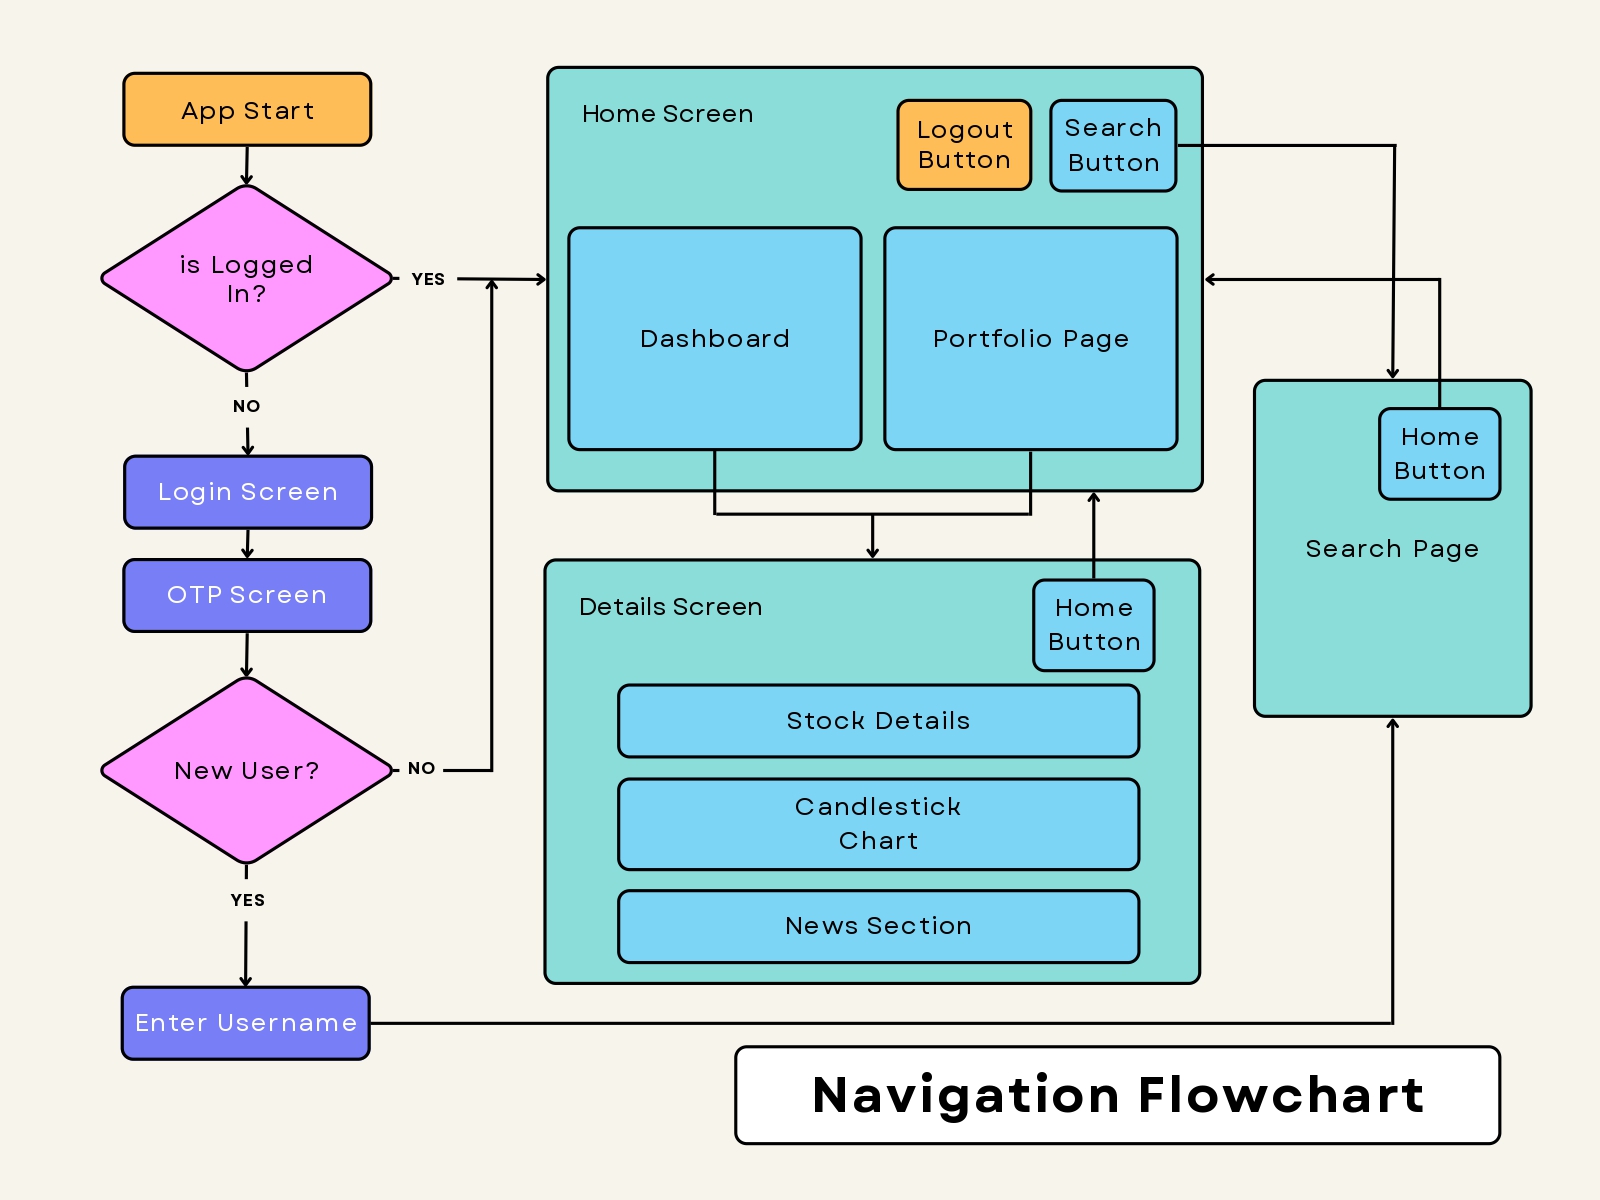 App Start
is Logged
In?
YES
NO
Login Screen
OTP Screen
New User?
NO
YES
Enter Username
Home Screen
Logout
Button
Search
Button
Dashboard
Portfolio Page
Details Screen
Home
Button
Stock Details
Candlestick
Chart
News Section
Home
Button
Search Page
Navigation Flowchart